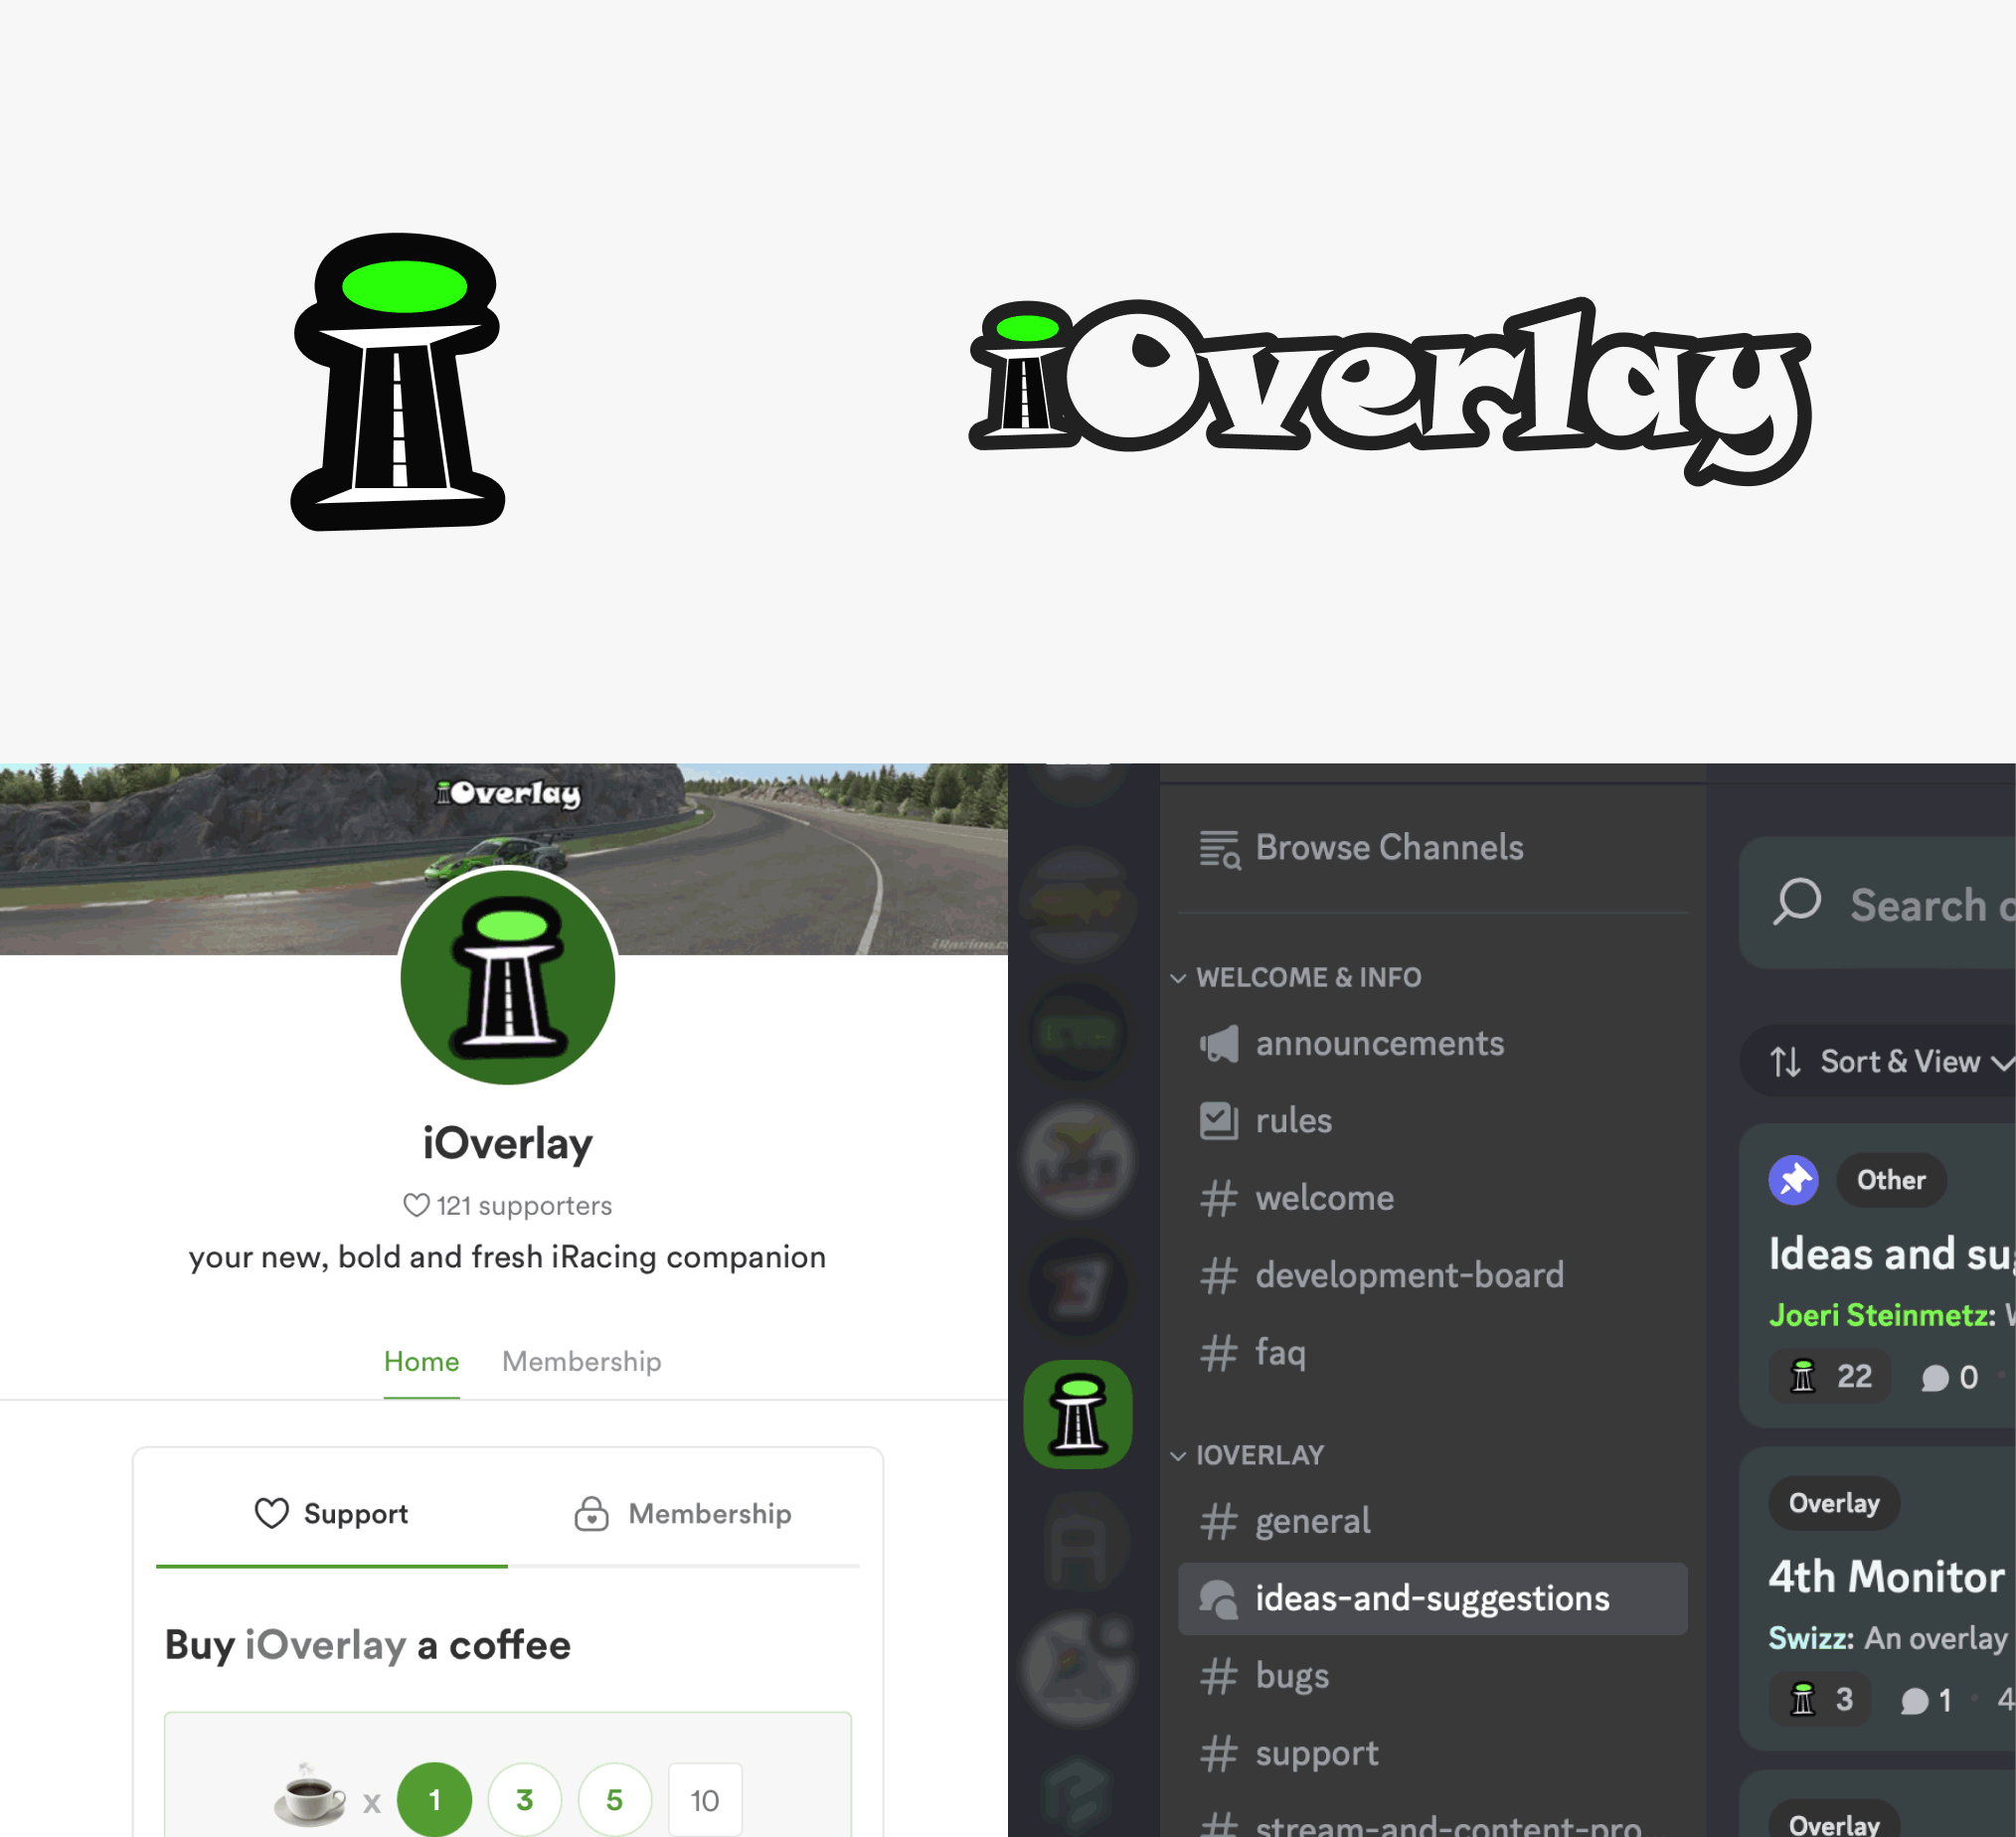 iOverlay
iOverlay
iOverlay
121 supporters
your new, bold and fresh iRacing companion
Home Membership
Support Membership
Buy iOverlay a coffee
x 1 3 5 10
Browse Channels
WELCOME & INFO
announcements
rules
welcome
development-board
faq
IOVERLAY
general
ideas-and-suggestions
bugs
support
stream-and-content-pro
Search
Sort & View
Other
Ideas and
Joeri Steinmetz:
22 0
Overlay
4th Monitor
Swizz: An overlay
3 1 4
Overlay